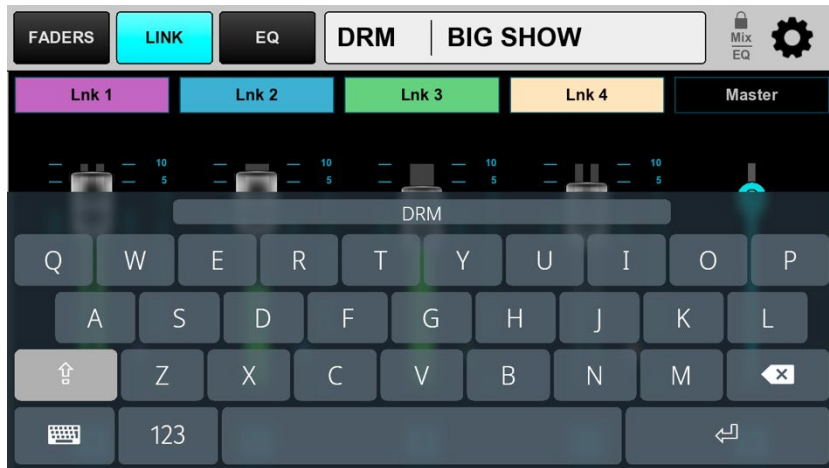 FADERS LINK EQ DRM BIG SHOW Mix
EQ
Lnk 1 Lnk 2 Lnk 3 Lnk 4 Master
10 10 10 10
5 5 5 5
DRM
Q W E R T Y U I O P
A S D F G H J K L
Z X C V B N M
123